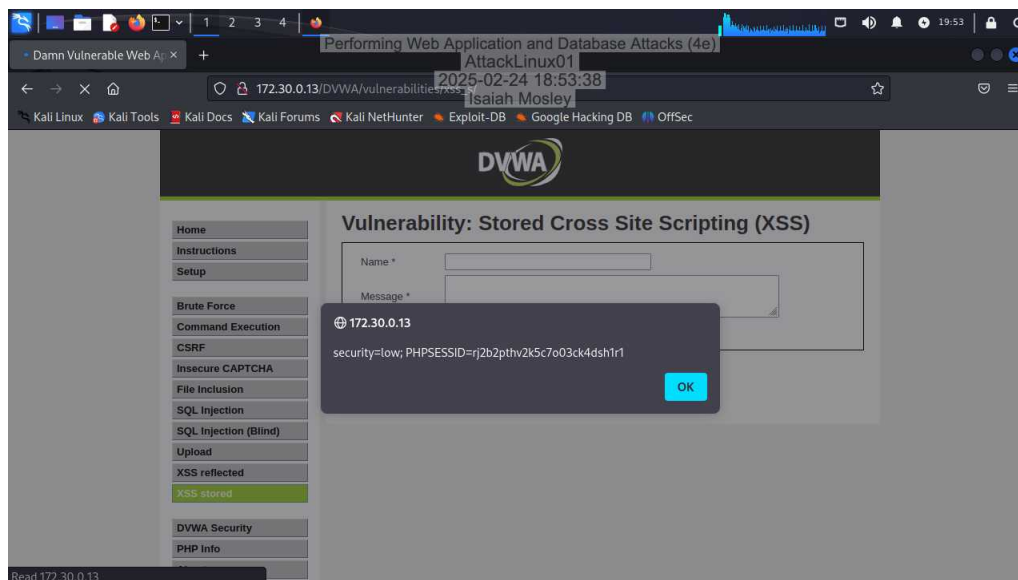 1 2 3 4
19:53
Performing Web Application and Database Attacks (4e)
AttackLinux01
2025-02-24 18:53:38
Isaiah Mosley
Damn Vulnerable Web Ap
172.30.0.13/DVWA/vulnerabilities/xss_s/
Kali Linux Kali Tools Kali Docs Kali Forums Kali NetHunter Exploit-DB Google Hacking DB OffSec
DVWA
Vulnerability: Stored Cross Site Scripting (XSS)
Name *
Message *
172.30.0.13
security=low; PHPSESSID=rj2b2pthv2k5c7o03ck4dsh1r1
OK
Home
Instructions
Setup
Brute Force
Command Execution
CSRF
Insecure CAPTCHA
File Inclusion
SQL Injection
SQL Injection (Blind)
Upload
XSS reflected
XSS stored
DVWA Security
PHP Info
Read 172.30.0.13